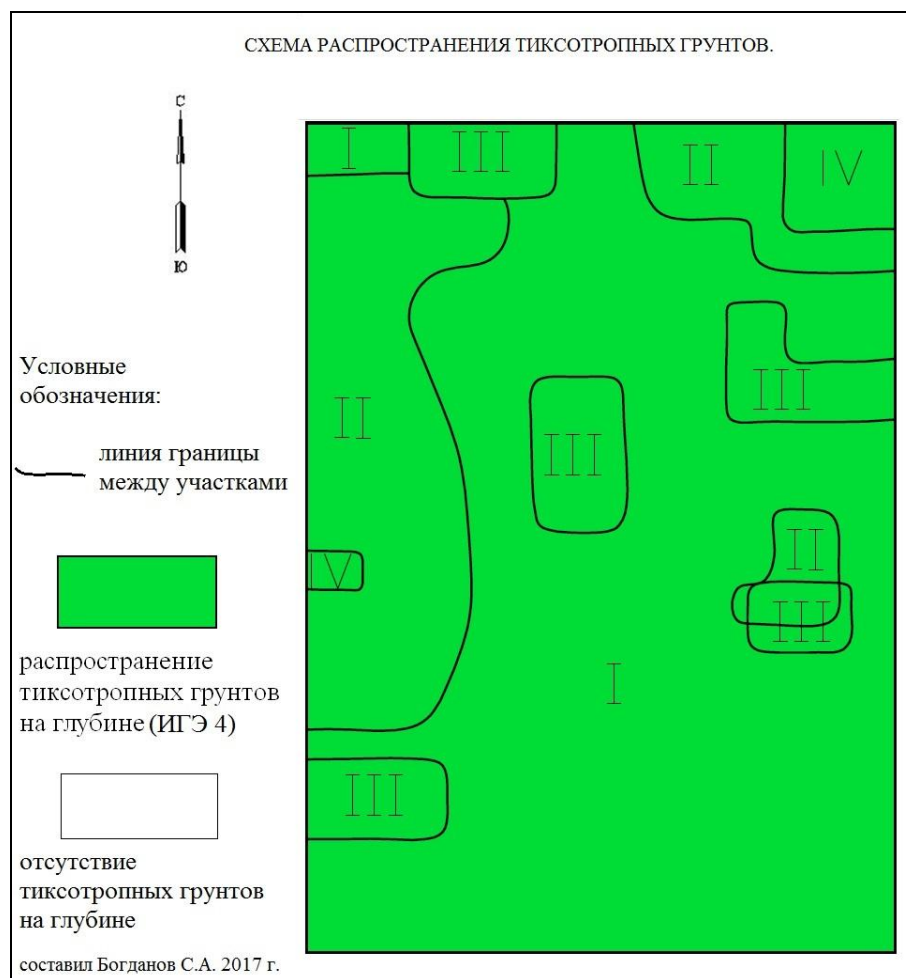 СХЕМА РАСПРОСТРАНЕНИЯ ТИКСОТРОПНЫХ ГРУНТОВ.
С
Ю
I
III
II
IV
III
II
III
IV
II
III
I
III
Условные
обозначения:
линия границы
между участками
распространение
тиксотропных грунтов
на глубине (ИГЭ 4)
отсутствие
тиксотропных грунтов
на глубине
составил Богданов С.А. 2017 г.